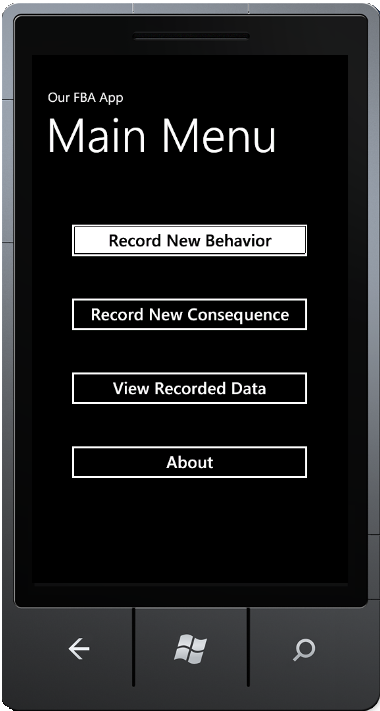 Our FBA App
Main Menu
Record New Behavior
Record New Consequence
View Recorded Data
About